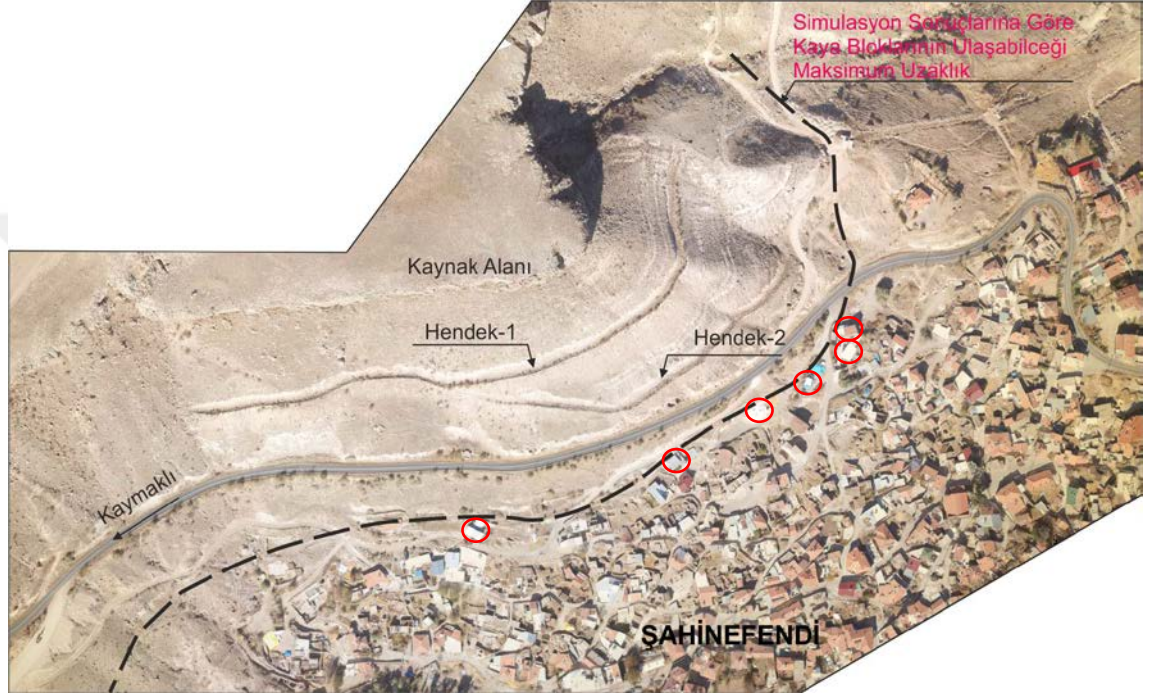 Simulasyon Sonuçlarına Göre
Kaya Bloklarının Ulaşabilceği
Maksimum Uzaklık
Kaynak Alanı
Hendek-1
Hendek-2
Kaymaklı
ŞAHİNEFENDİ